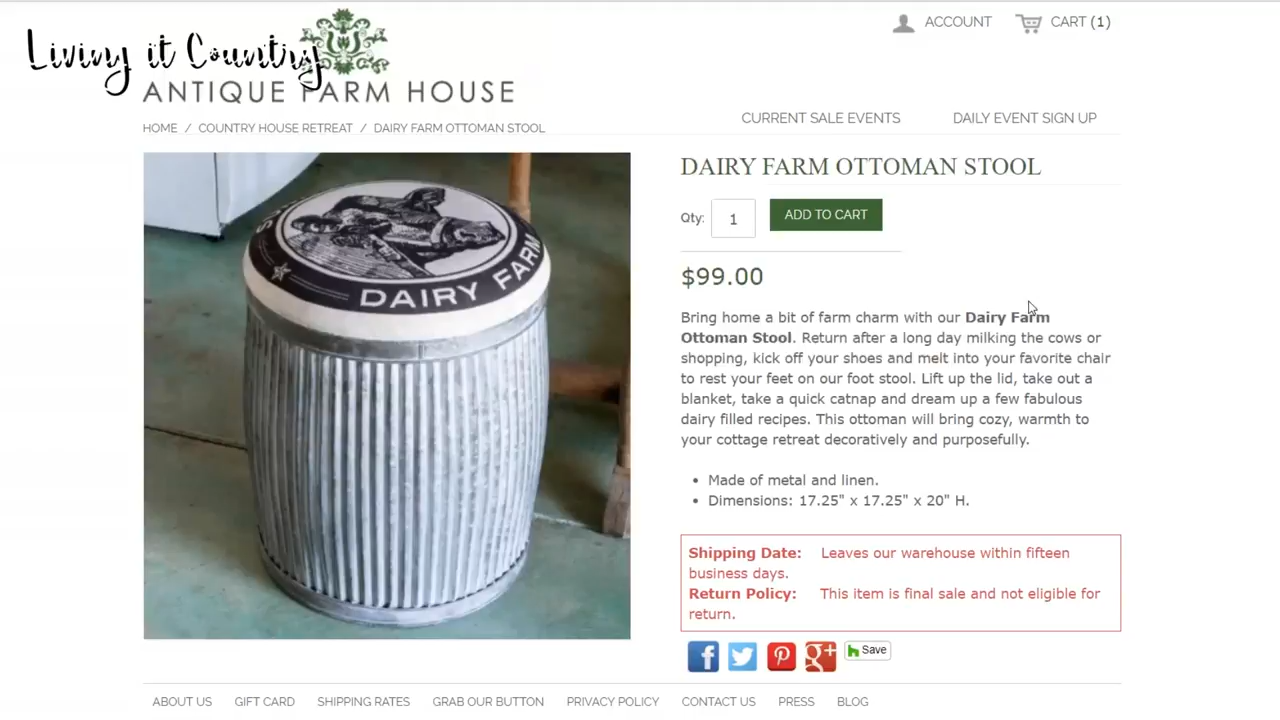 Living it Country
ANTIQUE FARM HOUSE
ACCOUNT
CART (1)
CURRENT SALE EVENTS
DAILY EVENT SIGN UP
HOME / COUNTRY HOUSE RETREAT / DAIRY FARM OTTOMAN STOOL
DAIRY FARM
DAIRY FARM OTTOMAN STOOL
Qty: 1 ADD TO CART
$99.00
Bring home a bit of farm charm with our Dairy Farm
Ottoman Stool. Return after a long day milking the cows or
shopping, kick off your shoes and melt into your favorite chair
to rest your feet on our foot stool. Lift up the lid, take out a
blanket, take a quick catnap and dream up a few fabulous
dairy filled recipes. This ottoman will bring cozy, warmth to
your cottage retreat decoratively and purposefully.
• Made of metal and linen.
• Dimensions: 17.25" x 17.25" x 20" H.
Shipping Date: Leaves our warehouse within fifteen
business days.
Return Policy: This item is final sale and not eligible for
return.
Save
ABOUT US GIFT CARD SHIPPING RATES GRAB OUR BUTTON PRIVACY POLICY CONTACT US PRESS BLOG